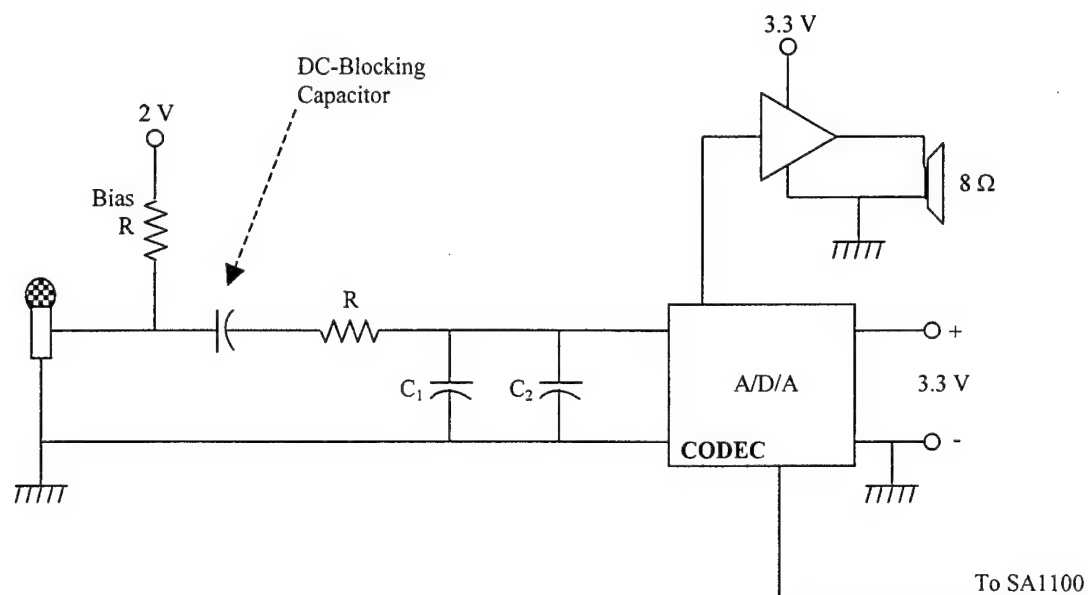 3.3 V
DC-Blocking
Capacitor
2 V
Bias
R
8 Ω
R
+
A/D/A
3.3 V
C₁
C₂
CODEC
-
To SA1100